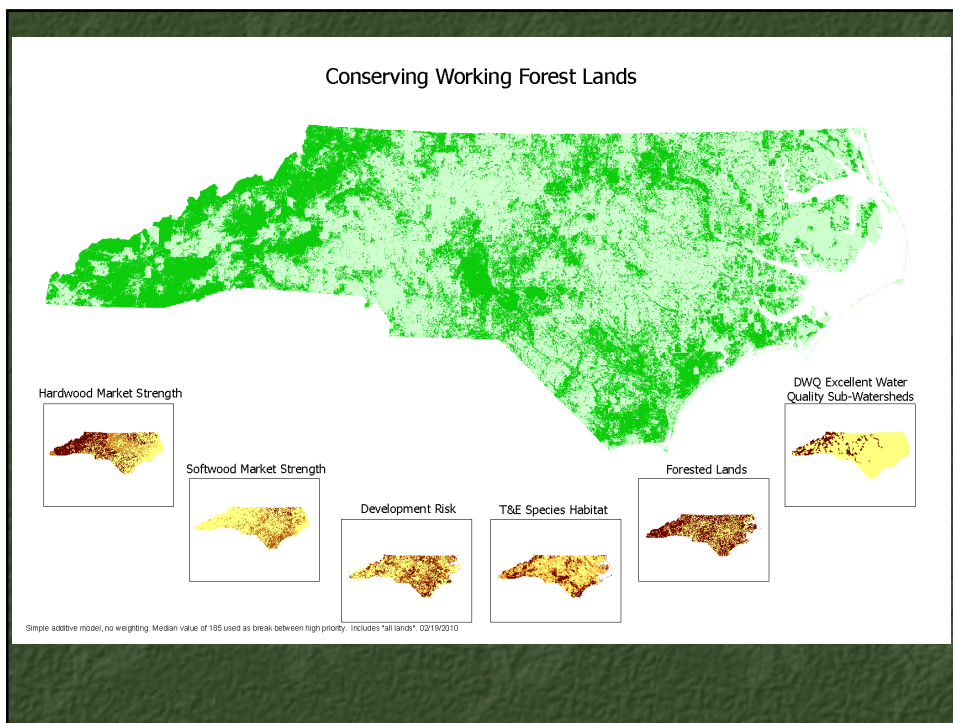 Conserving Working Forest Lands
Hardwood Market Strength
Softwood Market Strength
Development Risk
T&E Species Habitat
Forested Lands
DWQ Excellent Water
Quality Sub-Watersheds
Simple additive model, no weighting. Median value of 185 used as break between high priority. Includes "all lands". 02/19/2010